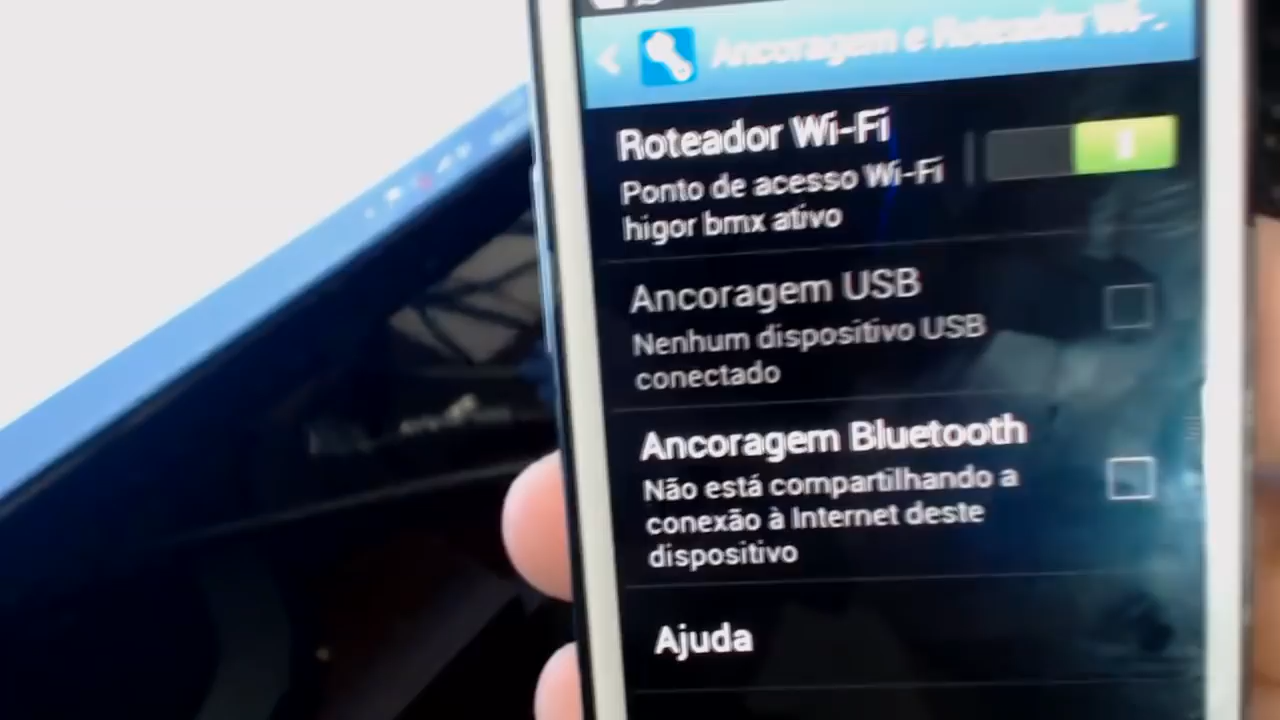 Ancoragem e Roteador Wi-..
Roteador Wi-Fi
Ponto de acesso Wi-Fi
higor bmx ativo
Ancoragem USB
Nenhum dispositivo USB
conectado
Ancoragem Bluetooth
Não está compartilhando a
conexão à Internet deste
dispositivo
Ajuda